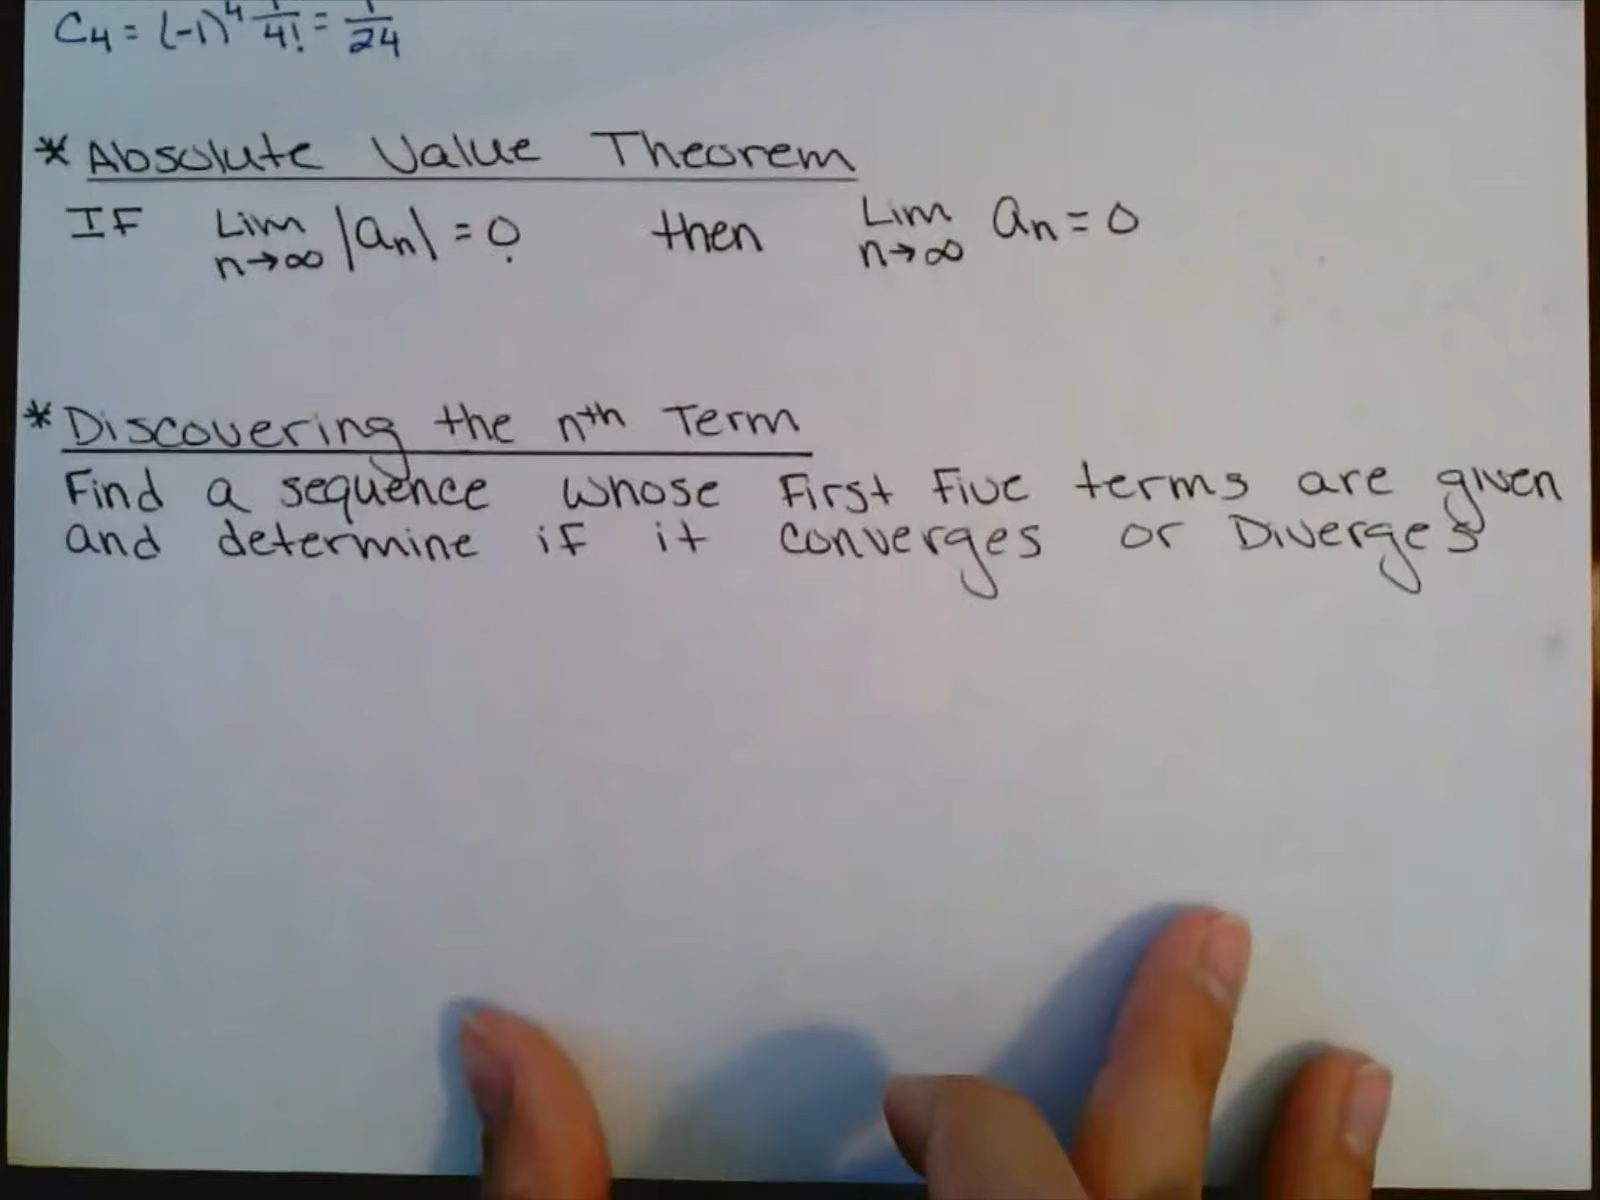 C₄ = (-1)⁴ 1/4! = 1/24
* Absolute Value Theorem
IF Lim n→∞ |an| = 0 then Lim n→∞ an = 0
* Discovering the nth Term
Find a sequence whose First Five terms are given
and determine if it converges or Diverges